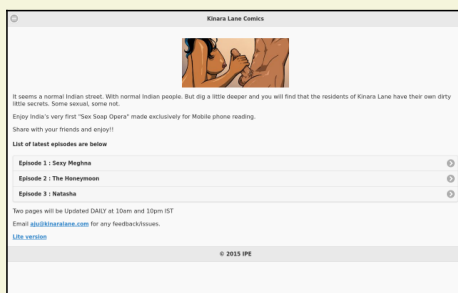 Kinara Lane Comics
It seems a normal Indian street. With normal Indian people. But dig a little deeper and you will find that the residents of Kinara Lane have their own dirty
little secrets. Some sexual, some not.
Enjoy India's very first "Sex Soap Opera" made exclusively for Mobile phone reading.
Share with your friends and enjoy!!
List of latest episodes are below
Episode 1 : Sexy Meghna
Episode 2 : The Honeymoon
Episode 3 : Natasha
Two pages will be Updated DAILY at 10am and 10pm IST
Email aju@kinaralane.com for any feedback/issues.
Lite version
© 2015 IPE